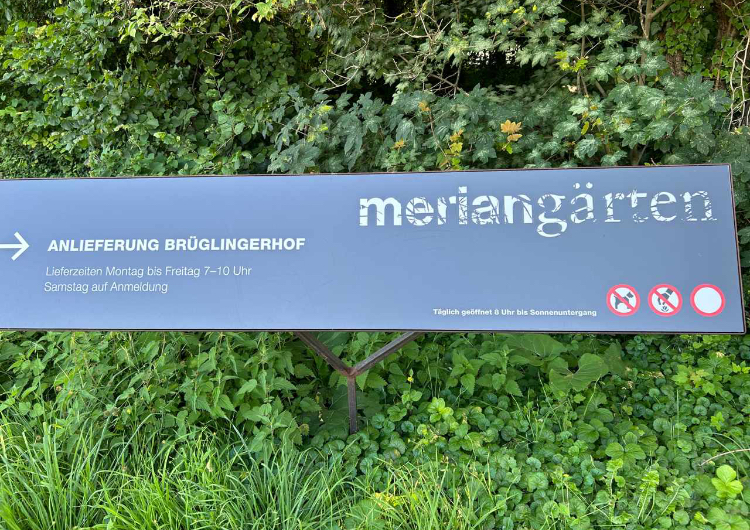 meriangärten
ANLIEFERUNG BRÜGLINGERHOF
Lieferzeiten Montag bis Freitag 7–10 Uhr
Samstag auf Anmeldung
Täglich geöffnet 8 Uhr bis Sonnenuntergang